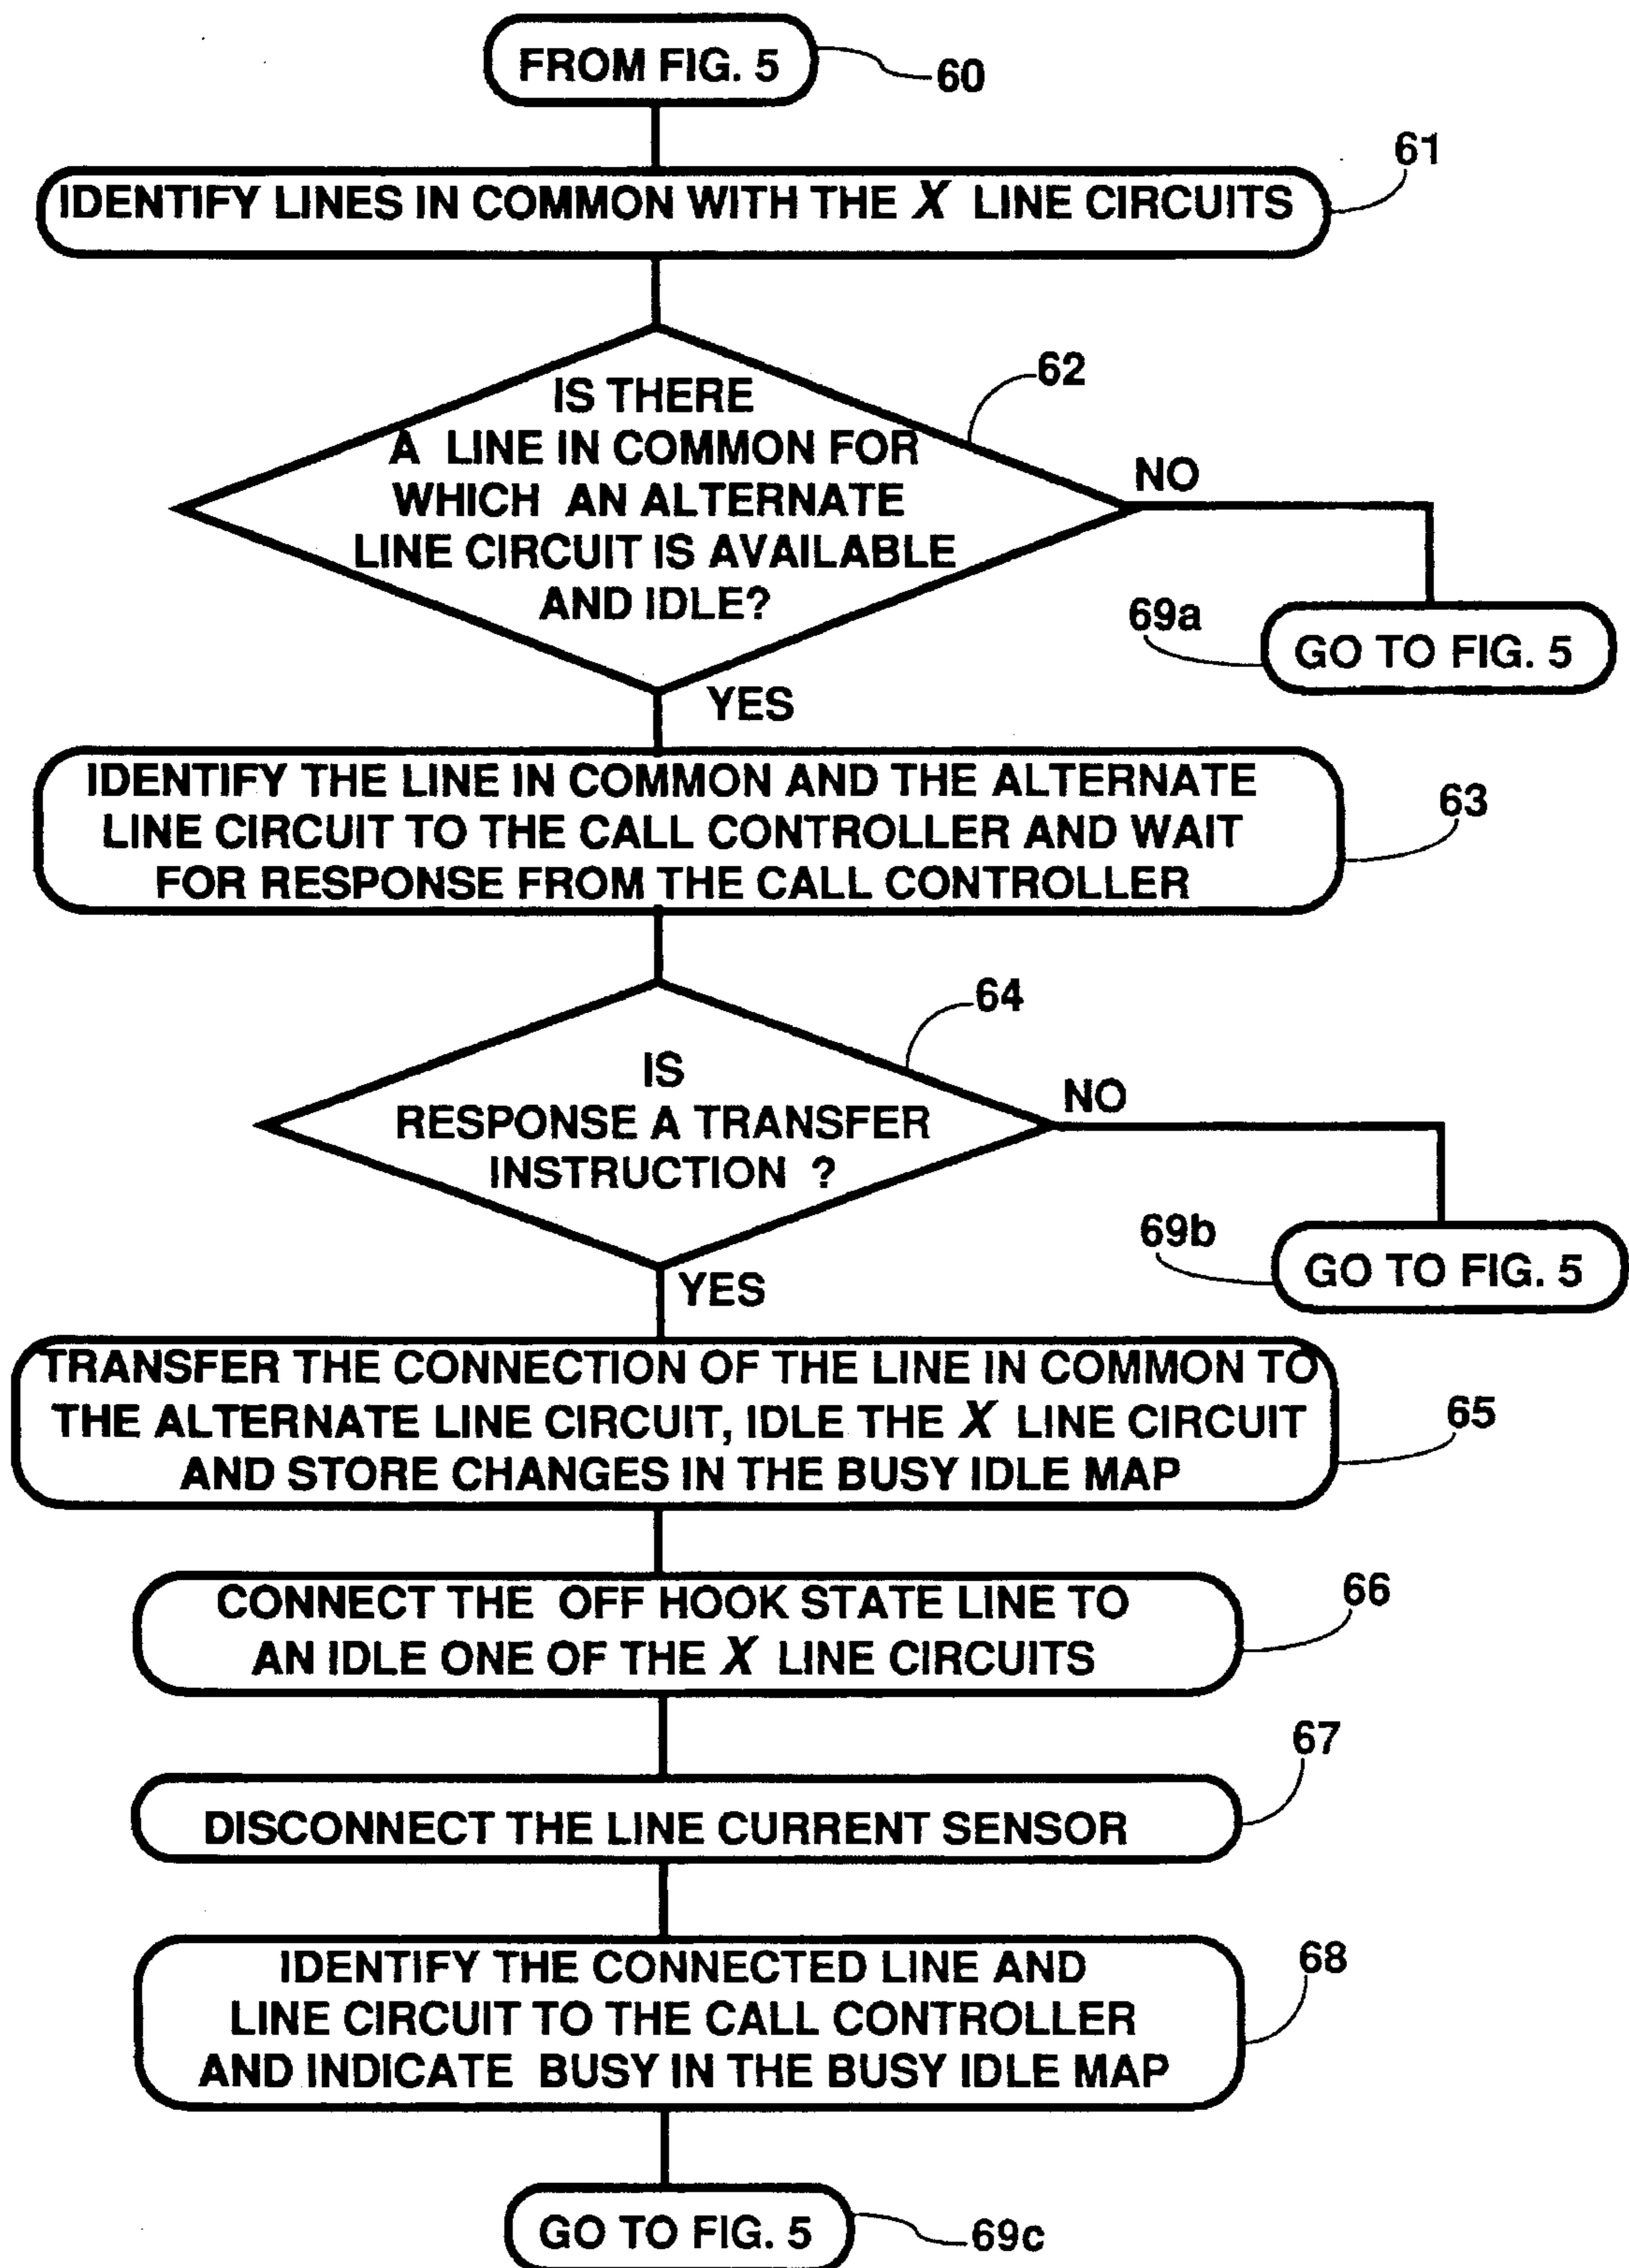 FROM FIG. 5
60
61
IDENTIFY LINES IN COMMON WITH THE X LINE CIRCUITS
62
IS THERE
A LINE IN COMMON FOR
WHICH AN ALTERNATE
LINE CIRCUIT IS AVAILABLE
AND IDLE?
NO
69a
GO TO FIG. 5
YES
IDENTIFY THE LINE IN COMMON AND THE ALTERNATE
LINE CIRCUIT TO THE CALL CONTROLLER AND WAIT
FOR RESPONSE FROM THE CALL CONTROLLER
63
64
IS
RESPONSE A TRANSFER
INSTRUCTION ?
NO
69b
GO TO FIG. 5
YES
TRANSFER THE CONNECTION OF THE LINE IN COMMON TO
THE ALTERNATE LINE CIRCUIT, IDLE THE X LINE CIRCUIT
AND STORE CHANGES IN THE BUSY IDLE MAP
65
CONNECT THE OFF HOOK STATE LINE TO
AN IDLE ONE OF THE X LINE CIRCUITS
66
67
DISCONNECT THE LINE CURRENT SENSOR
IDENTIFY THE CONNECTED LINE AND
LINE CIRCUIT TO THE CALL CONTROLLER
AND INDICATE BUSY IN THE BUSY IDLE MAP
68
GO TO FIG. 5
69c